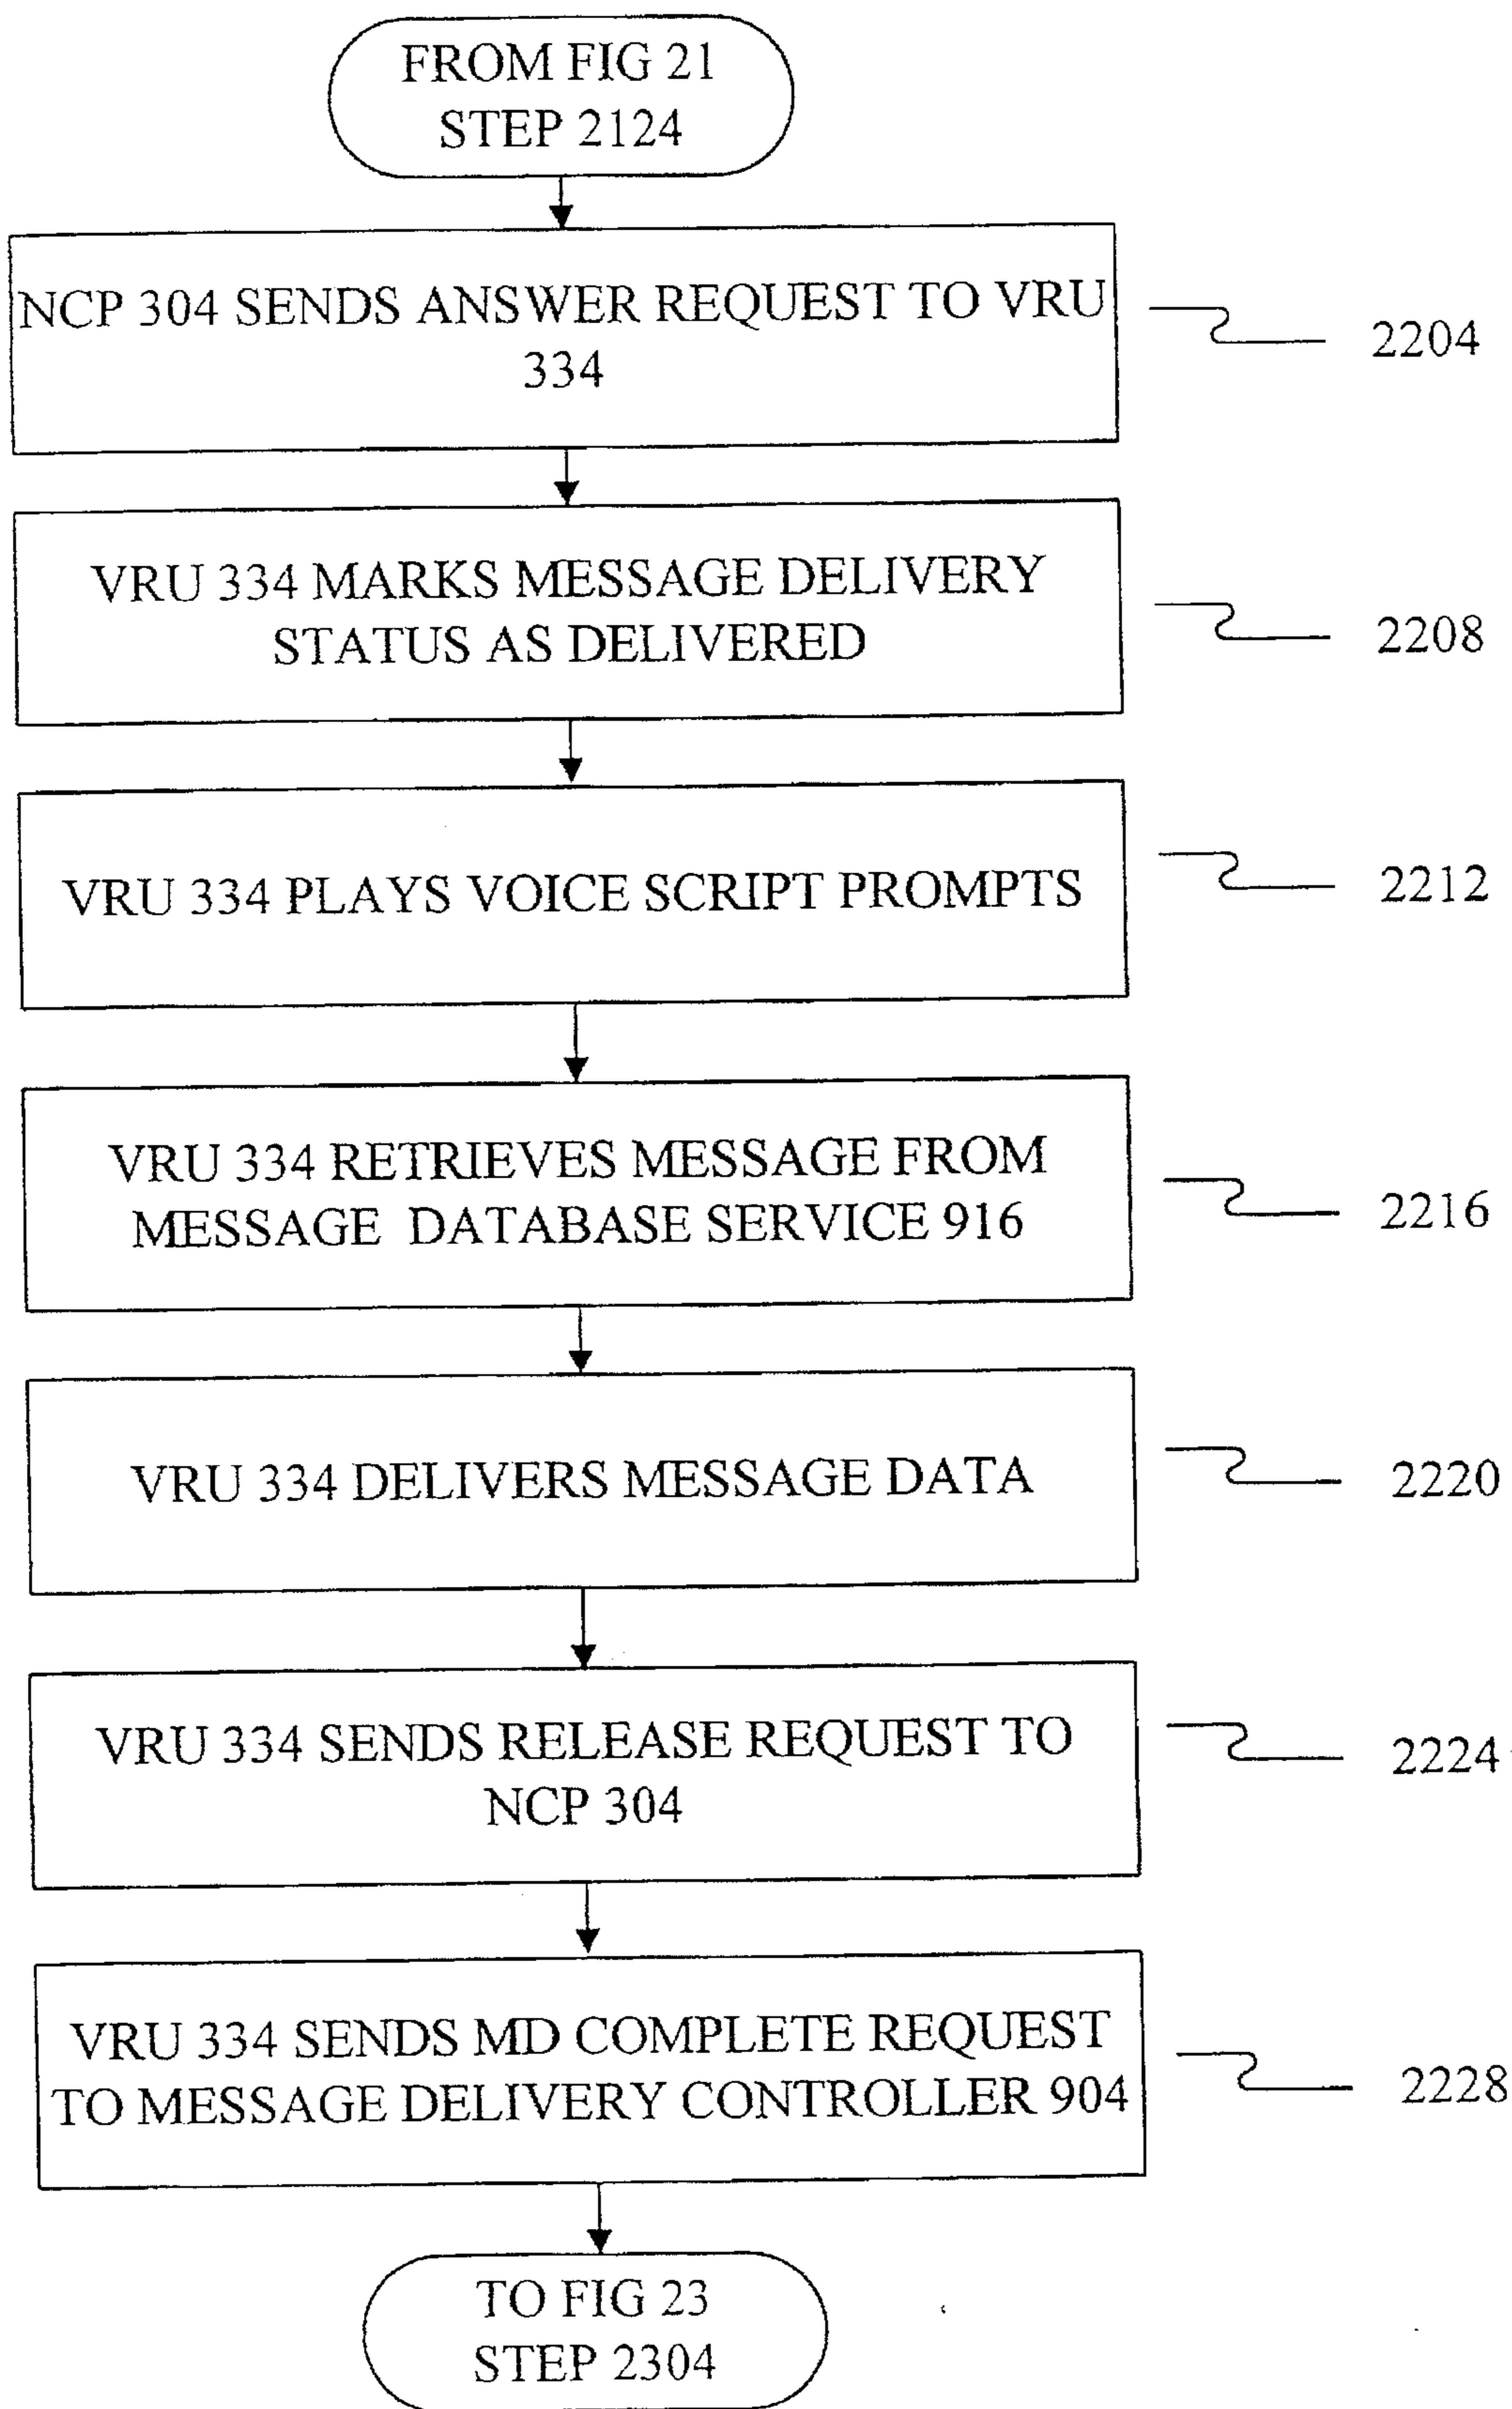 FROM FIG 21
STEP 2124
NCP 304 SENDS ANSWER REQUEST TO VRU
334
2204
VRU 334 MARKS MESSAGE DELIVERY
STATUS AS DELIVERED
2208
VRU 334 PLAYS VOICE SCRIPT PROMPTS
2212
VRU 334 RETRIEVES MESSAGE FROM
MESSAGE DATABASE SERVICE 916
2216
VRU 334 DELIVERS MESSAGE DATA
2220
VRU 334 SENDS RELEASE REQUEST TO
NCP 304
2224
VRU 334 SENDS MD COMPLETE REQUEST
TO MESSAGE DELIVERY CONTROLLER 904
2228
TO FIG 23
STEP 2304